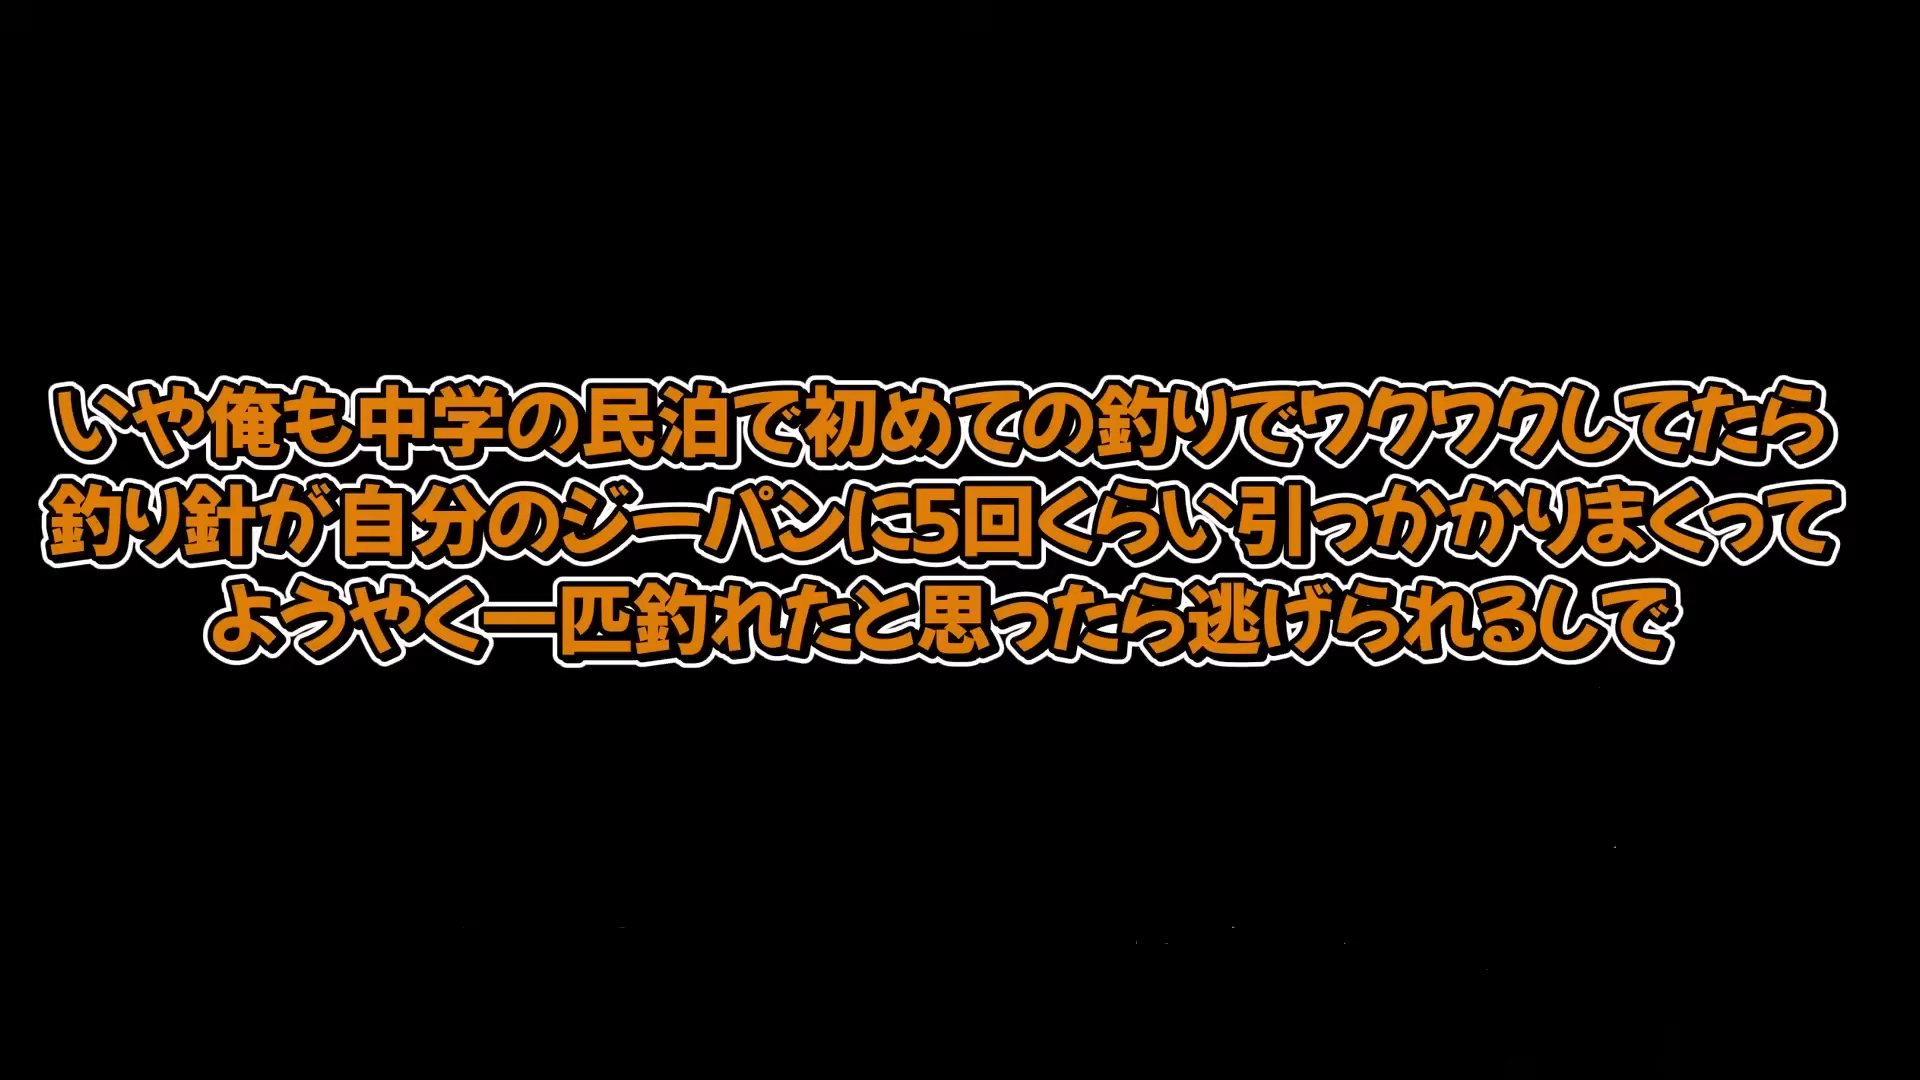 いや俺も中学の民泊で初めての釣りでワクワクしてたら
釣り針が自分のジーパンに5回くらい引っかかりまくって
ようやく一匹釣れたと思ったら逃げられるしで